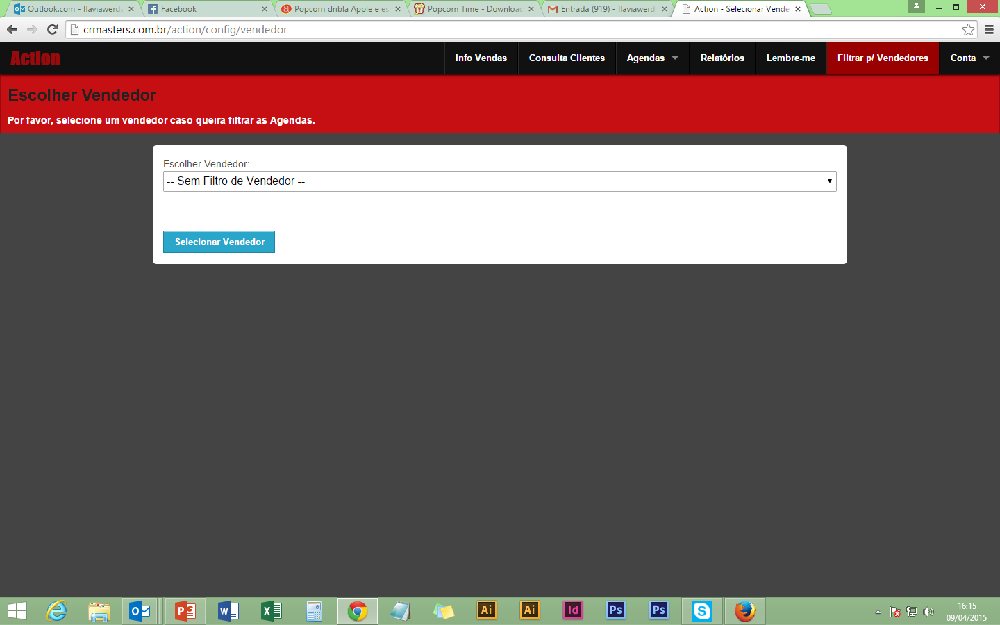 Outlook.com - flaviawerda
Facebook
Popcorn dribla Apple e es
Popcorn Time - Downloac
Entrada (919) - flaviawerda
Action - Selecionar Vende
crmasters.com.br/action/config/vendedor
Action
Info Vendas
Consulta Clientes
Agendas
Relatórios
Lembre-me
Filtrar p/ Vendedores
Conta
Escolher Vendedor
Por favor, selecione um vendedor caso queira filtrar as Agendas.
Escolher Vendedor:
-- Sem Filtro de Vendedor --
Selecionar Vendedor
Ai
Ai
Id
Ps
Ps
16:15
09/04/2015